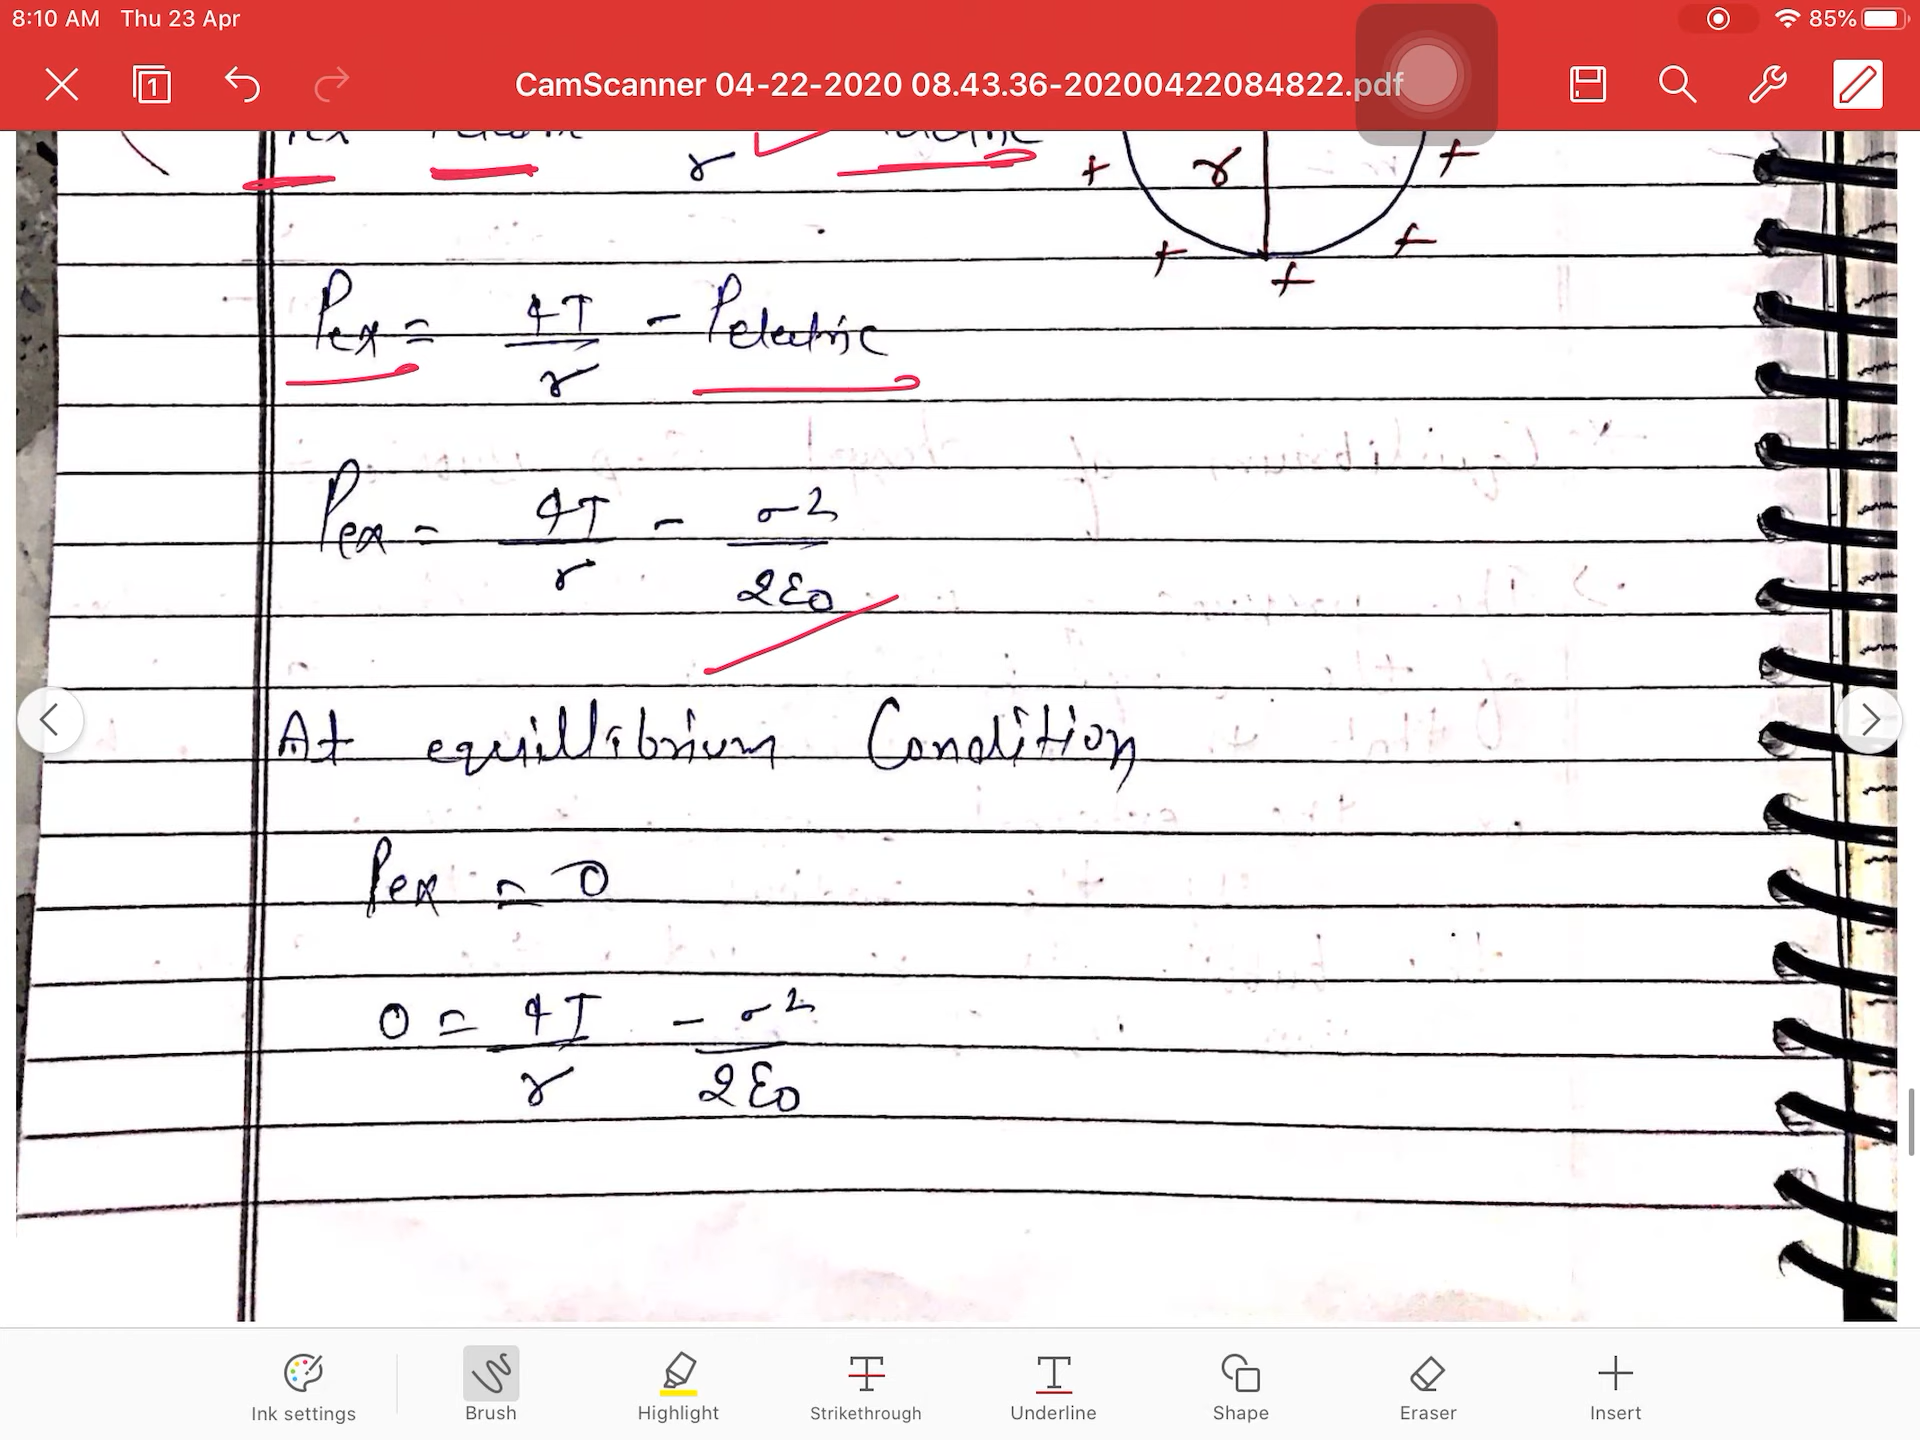 8:10 AM Thu 23 Apr 85%
1 CamScanner 04-22-2020 08.43.36-20200422084822.pdf
r r
+ +
+ + +
Pex = 4T/r - Pelectric
Pex = 4T/r - σ2/2ε0
At equillibrium Condition
Pex = 0
0 = 4T/r - σ2/2ε0
Ink settings Brush Highlight Strikethrough Underline Shape Eraser Insert